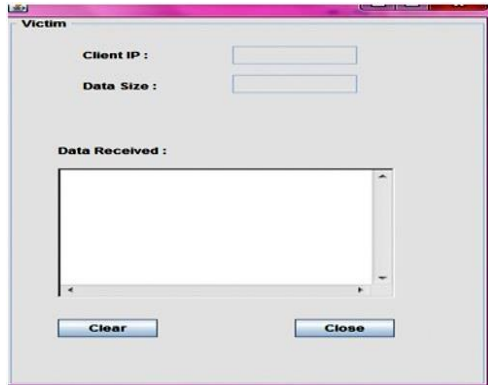 Victim
Client IP :
Data Size :
Data Received :
Clear
Close